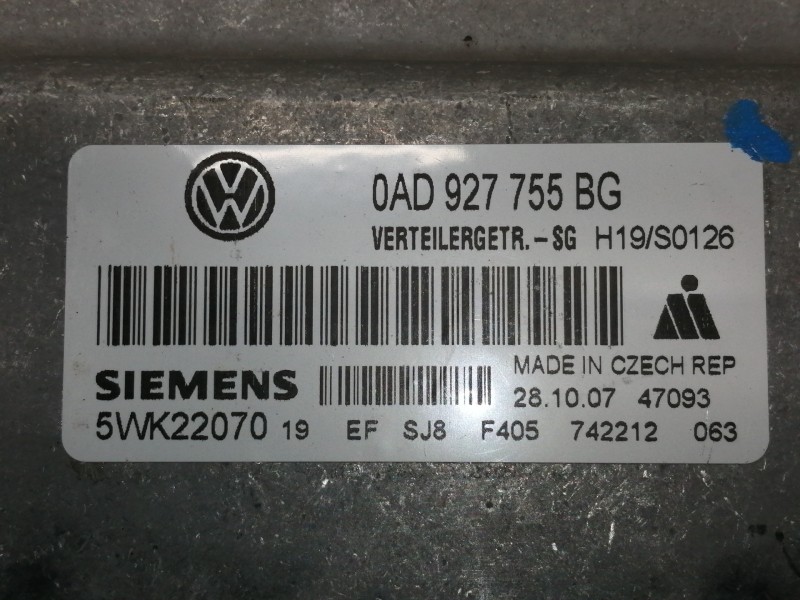 0AD 927 755 BG
VERTEILERGETR.-SG H19/S0126
MADE IN CZECH REP
SIEMENS 28.10.07 47093
5WK22070 19 EF SJ8 F405 742212 063